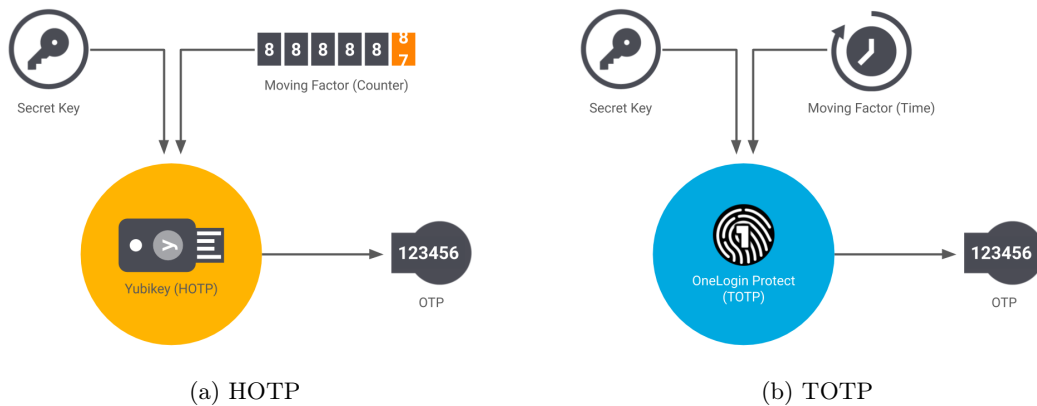 8 8 8 8 8 8 7
Moving Factor (Counter)
Secret Key
y
Yubikey (HOTP)
123456
OTP
(a) HOTP
Secret Key
Moving Factor (Time)
1
OneLogin Protect
(TOTP)
123456
OTP
(b) TOTP